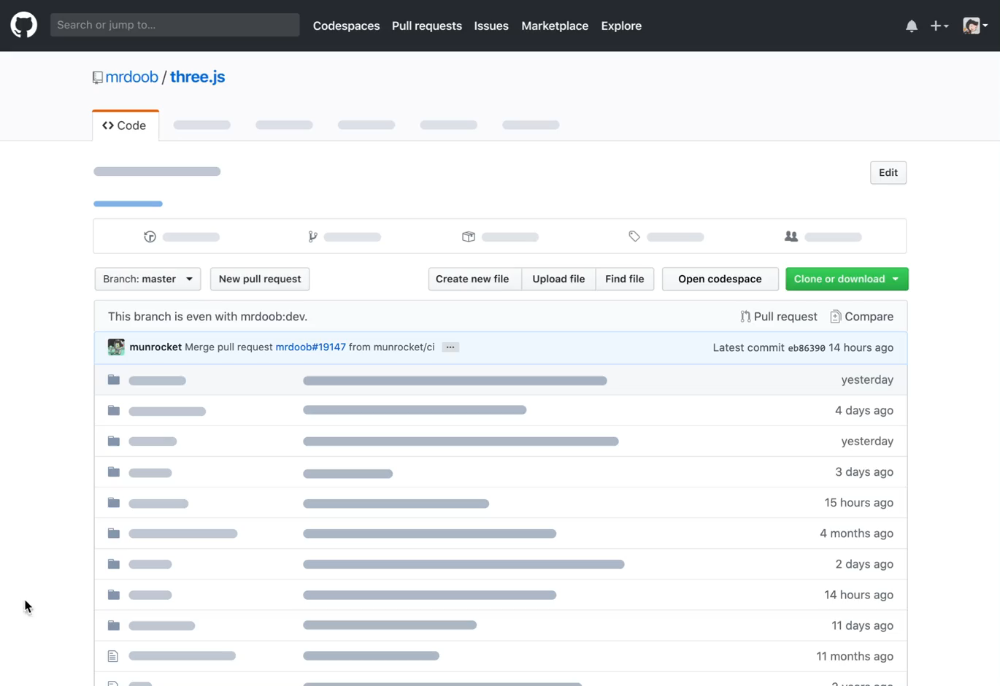 Search or jump to...
Codespaces Pull requests Issues Marketplace Explore
mrdoob / three.js
<> Code
Edit
Branch: master New pull request Create new file Upload file Find file Open codespace Clone or download
This branch is even with mrdoob:dev. Pull request Compare
munrocket Merge pull request mrdoob#19147 from munrocket/ci ... Latest commit eb86390 14 hours ago
yesterday
4 days ago
yesterday
3 days ago
15 hours ago
4 months ago
2 days ago
14 hours ago
11 days ago
11 months ago